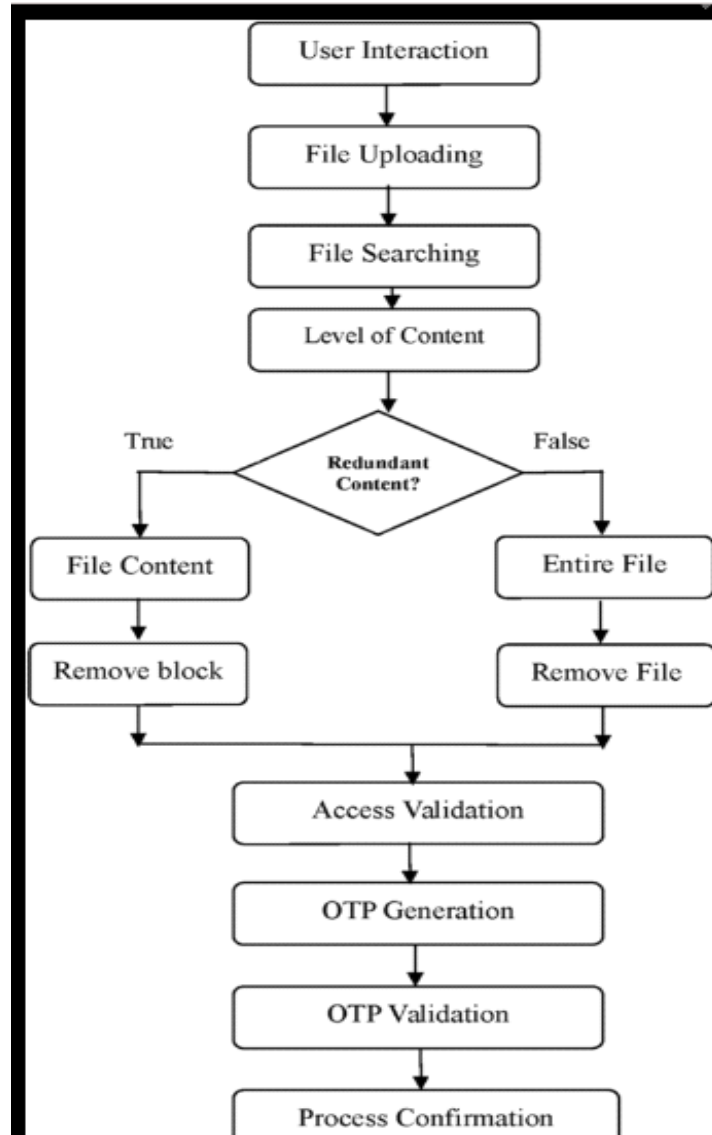 User Interaction
File Uploading
File Searching
Level of Content
True
False
Redundant
Content?
File Content
Entire File
Remove block
Remove File
Access Validation
OTP Generation
OTP Validation
Process Confirmation